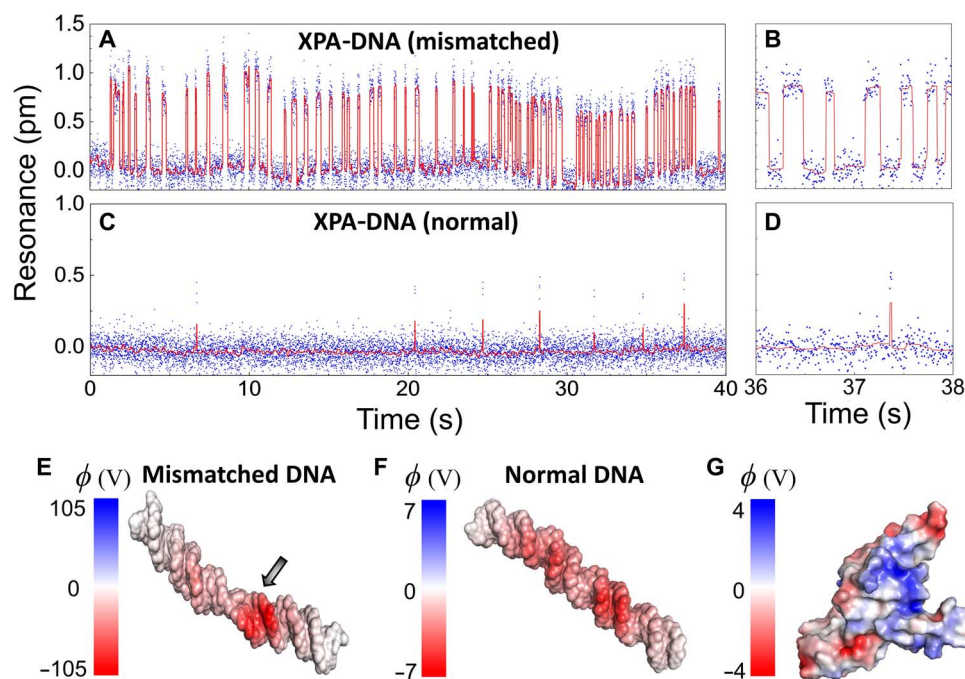 A XPA-DNA (mismatched) B
1.5
1.0
0.5
0.0
C XPA-DNA (normal) D
1.0
0.5
0.0
Resonance (pm)
0 10 20 30 40 36 37 38
Time (s) Time (s)
E ϕ (V) Mismatched DNA F ϕ (V) Normal DNA G ϕ (V)
105 7 4
0 0 0
−105 −7 −4